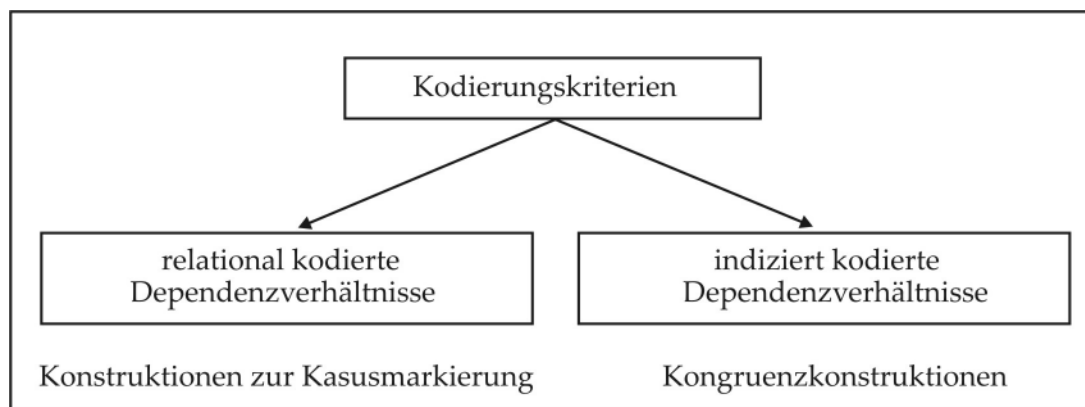 Kodierungskriterien
relational kodierte
Dependenzverhältnisse
indiziert kodierte
Dependenzverhältnisse
Konstruktionen zur Kasusmarkierung
Kongruenzkonstruktionen